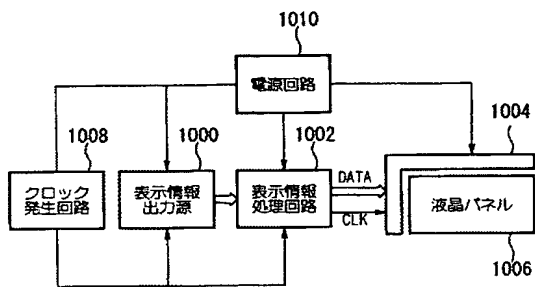 1010
電源回路
1008
1000
1002
1004
クロック
発生回路
表示情報
出力源
表示情報
処理回路
DATA
CLK
液晶パネル
1006